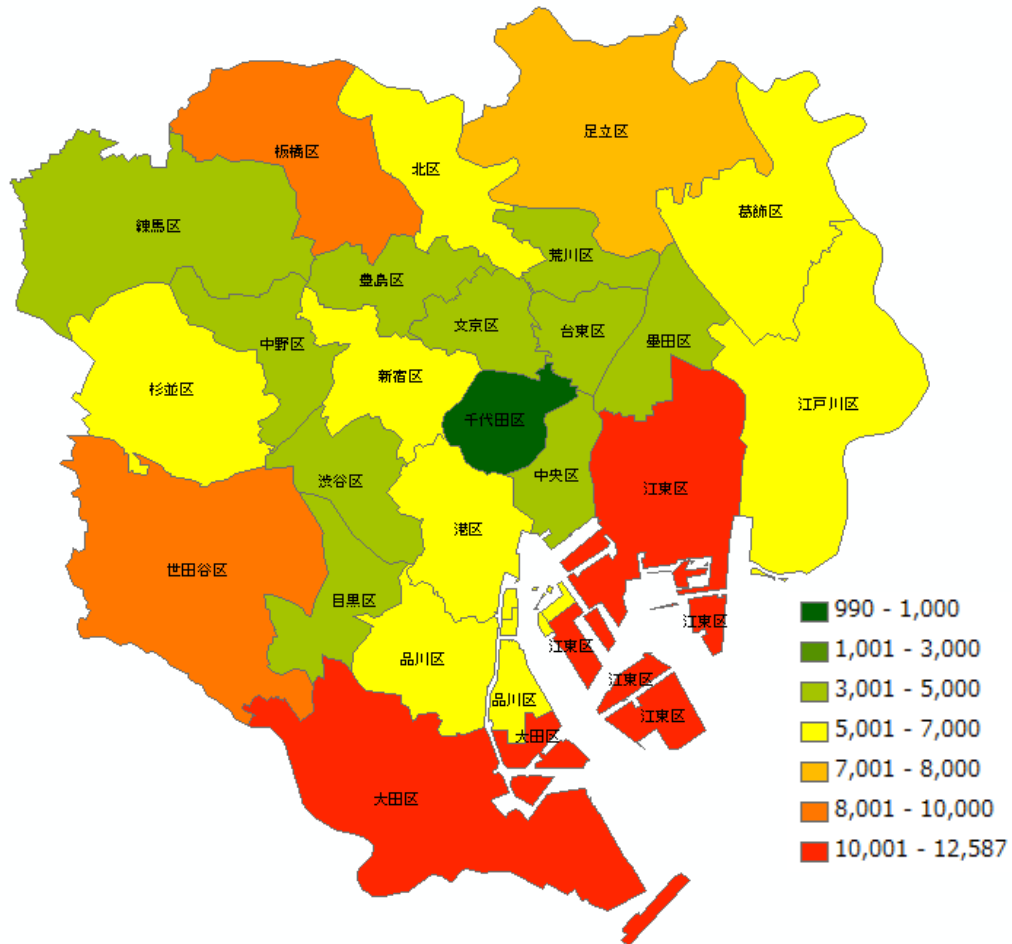 足立区
板橋区
北区
葛飾区
練馬区
荒川区
豊島区
文京区
台東区
墨田区
中野区
新宿区
杉並区
江戸川区
千代田区
中央区
渋谷区
江東区
港区
世田谷区
目黒区
江東区
江東区
品川区
江東区
品川区
江東区
大田区
大田区
990 - 1,000
1,001 - 3,000
3,001 - 5,000
5,001 - 7,000
7,001 - 8,000
8,001 - 10,000
10,001 - 12,587